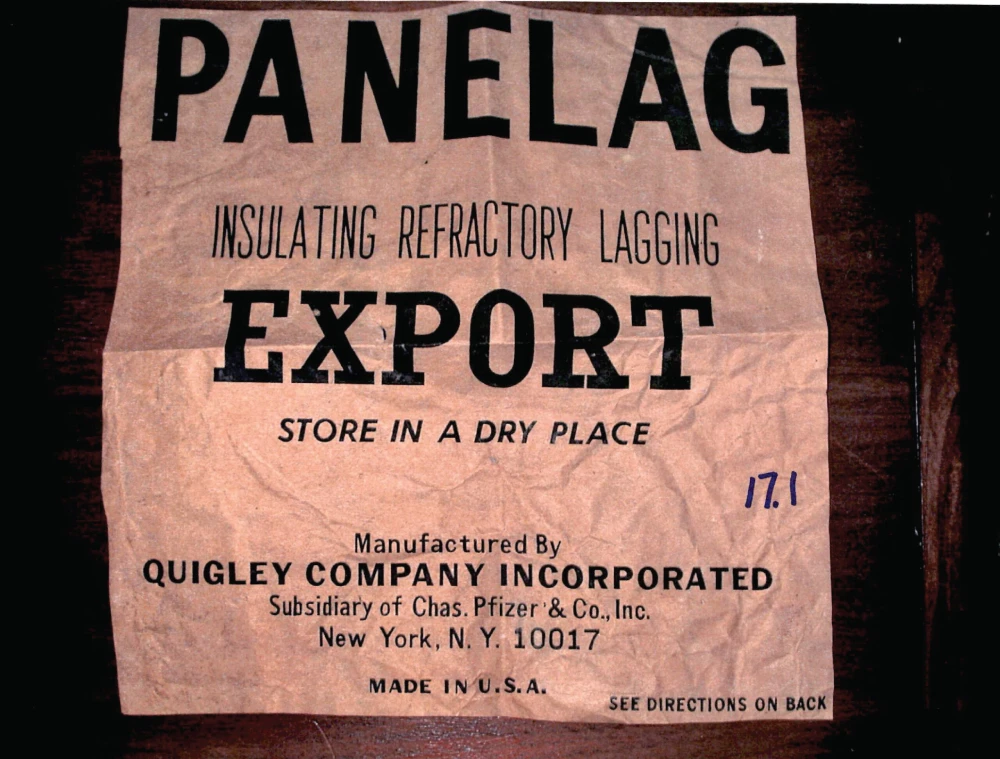 PANELAG
INSULATING REFRACTORY LAGGING
EXPORT
STORE IN A DRY PLACE
17.1
Manufactured By
QUIGLEY COMPANY INCORPORATED
Subsidiary of Chas. Pfizer & Co., Inc.
New York, N. Y. 10017
MADE IN U.S.A.
SEE DIRECTIONS ON BACK